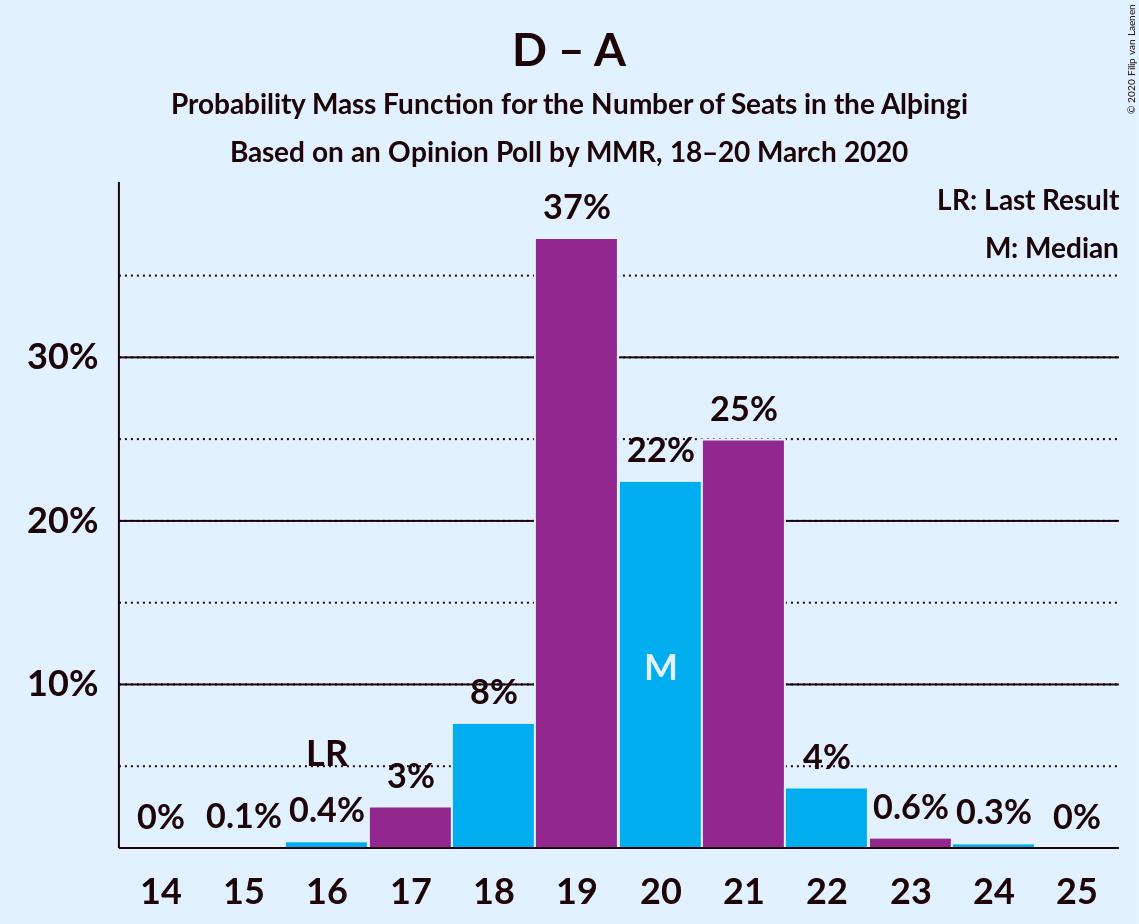 D – A
Probability Mass Function for the Number of Seats in the Alþingi
Based on an Opinion Poll by MMR, 18–20 March 2020
© 2020 Filip van Laenen
LR: Last Result
M: Median
37%
30%
25%
22%
20%
M
10%
8%
LR
3%
4%
0%
0.1%
0.4%
0.6%
0.3%
0%
14 15 16 17 18 19 20 21 22 23 24 25